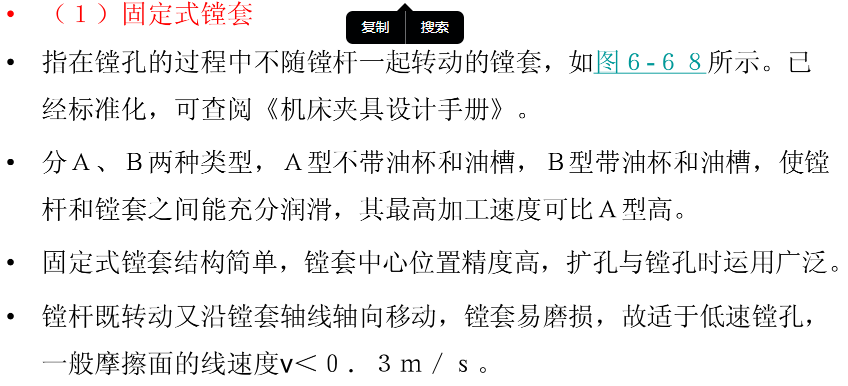 • （１）固定式镗套
复制 搜索
• 指在镗孔的过程中不随镗杆一起转动的镗套，如图６-６８所示。已
经标准化，可查阅《机床夹具设计手册》。
• 分Ａ、Ｂ两种类型，Ａ型不带油杯和油槽，Ｂ型带油杯和油槽，使镗
杆和镗套之间能充分润滑，其最高加工速度可比Ａ型高。
• 固定式镗套结构简单，镗套中心位置精度高，扩孔与镗孔时运用广泛。
• 镗杆既转动又沿镗套轴线轴向移动，镗套易磨损，故适于低速镗孔，
一般摩擦面的线速度v＜０．３ｍ／ｓ。